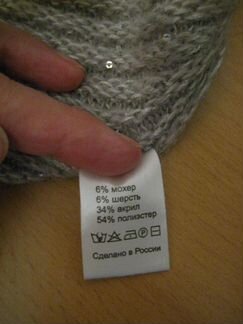 6% мохер
6% шерсть
34% акрил
54% полиэстер
Сделано в России